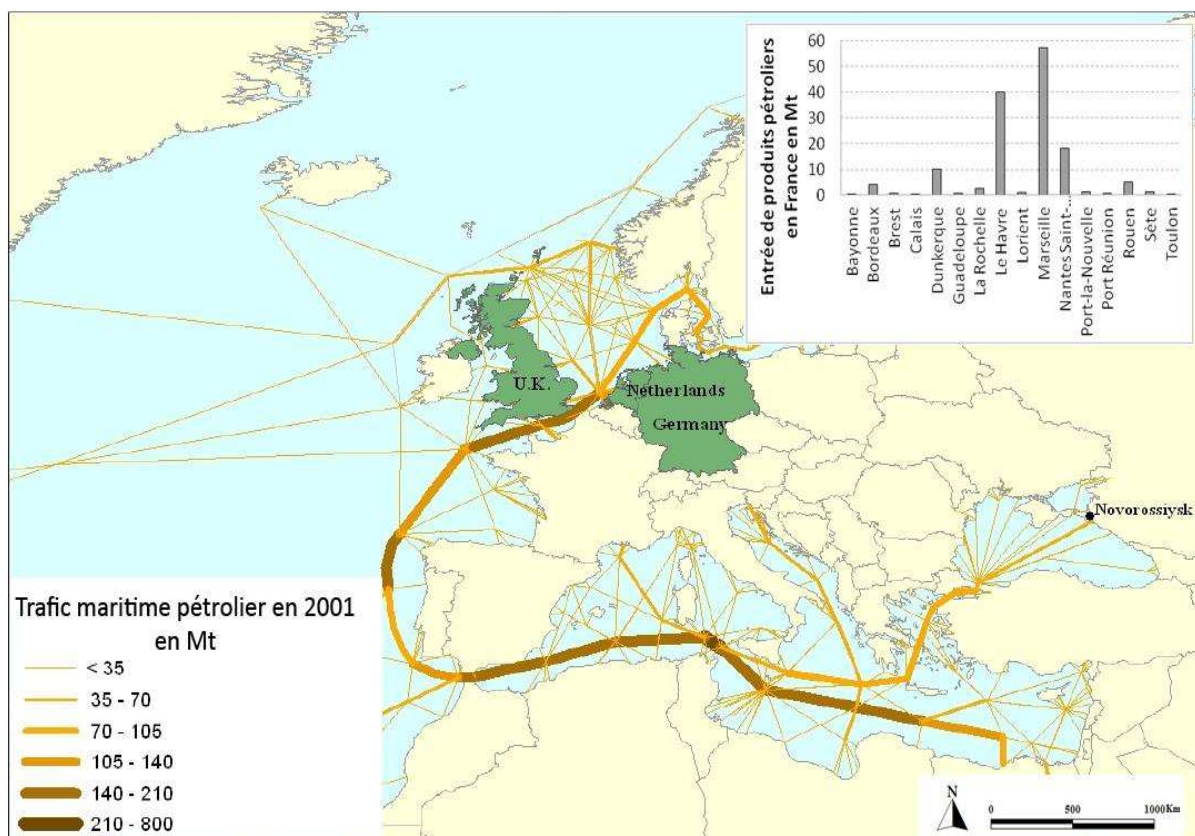 Entrée de produits pétroliers
en France en Mt
60
50
40
30
20
10
0
Bayonne
Bordeaux
Brest
Calais
Dunkerque
Guadeloupe
La Rochelle
Le Havre
Lorient
Marseille
Nantes Saint-...
Port-la-Nouvelle
Port Réunion
Rouen
Sète
Toulon
U.K.
Netherlands
Germany
Novorossiysk
Trafic maritime pétrolier en 2001
en Mt
< 35
35 - 70
70 - 105
105 - 140
140 - 210
210 - 800
N
0 500 1000 Km